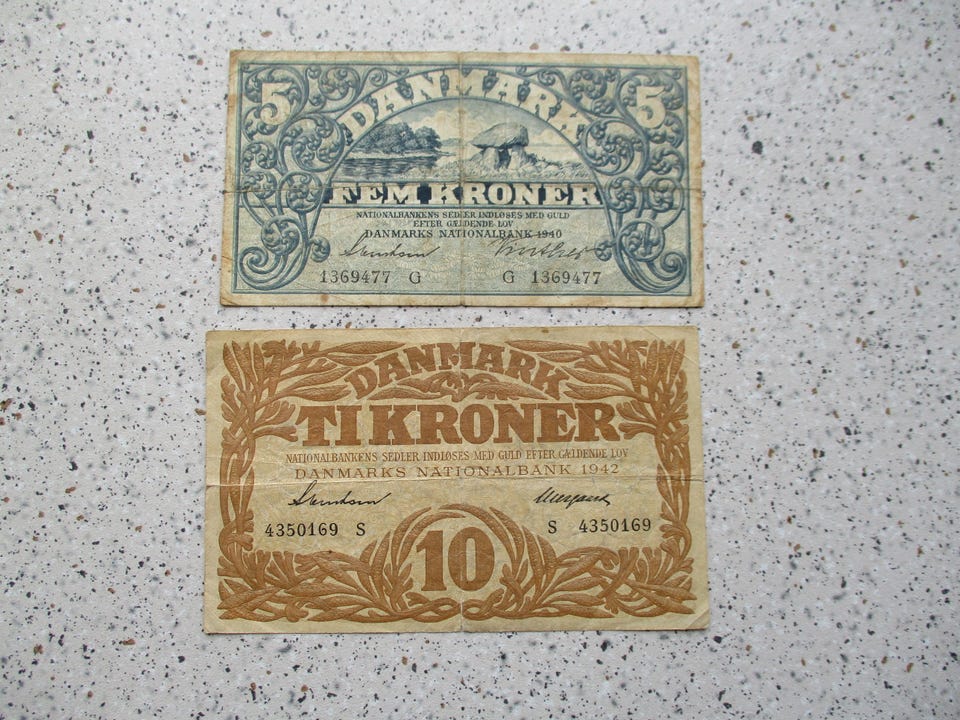 5 DANMARK 5
FEM KRONER
NATIONALBANKENS SEDLER INDLØSES MED GULD
EFTER GÆLDENDE LOV
DANMARKS NATIONALBANK 1940
1369477 G G 1369477
DANMARK
TI KRONER
NATIONALBANKENS SEDLER INDLØSES MED GULD EFTER GÆLDENDE LOV
DANMARKS NATIONALBANK 1942
4350169 S S 4350169
10